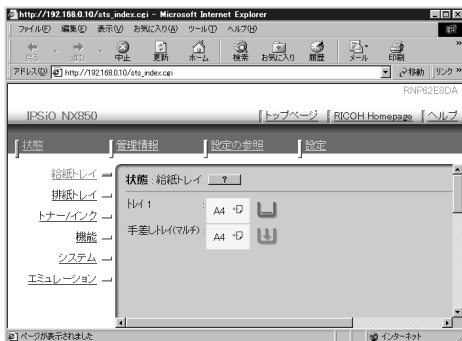 http://192.168.0.10/sts_index.cgi - Microsoft Internet Explorer
ファイル(F) 編集(E) 表示(V) お気に入り(A) ツール(T) ヘルプ(H)
戻る 進む 中止 更新 ホーム 検索 お気に入り 履歴 メール 印刷
アドレス(D) http://192.168.0.10/sts_index.cgi 移動 リンク
RNP62E8DA
IPSiO NX850
トップページ RICOH Homepage ヘルプ
状態 管理情報 設定の参照 設定
給紙トレイ
排紙トレイ
トナー/インク
機能
システム
エミュレーション
状態 : 給紙トレイ ?
トレイ 1 : A4
手差しトレイ(マルチ) : A4
ページが表示されました インターネット